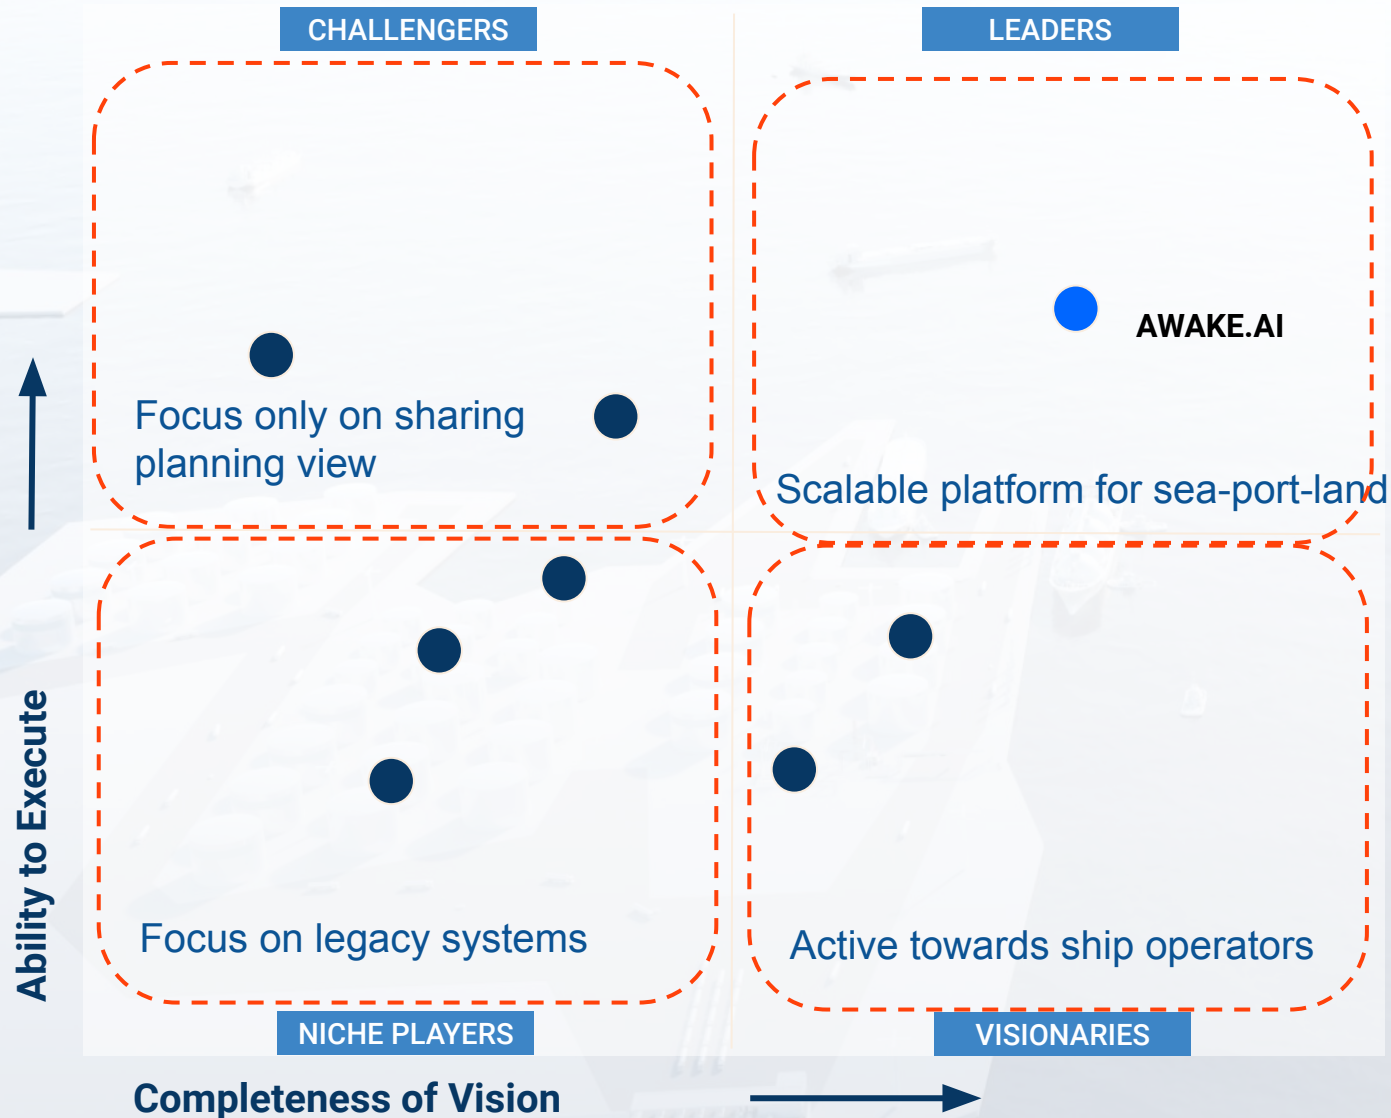 CHALLENGERS
LEADERS
AWAKE.AI
Focus only on sharing
planning view
Scalable platform for sea-port-land
Ability to Execute
Focus on legacy systems
Active towards ship operators
NICHE PLAYERS
VISIONARIES
Completeness of Vision